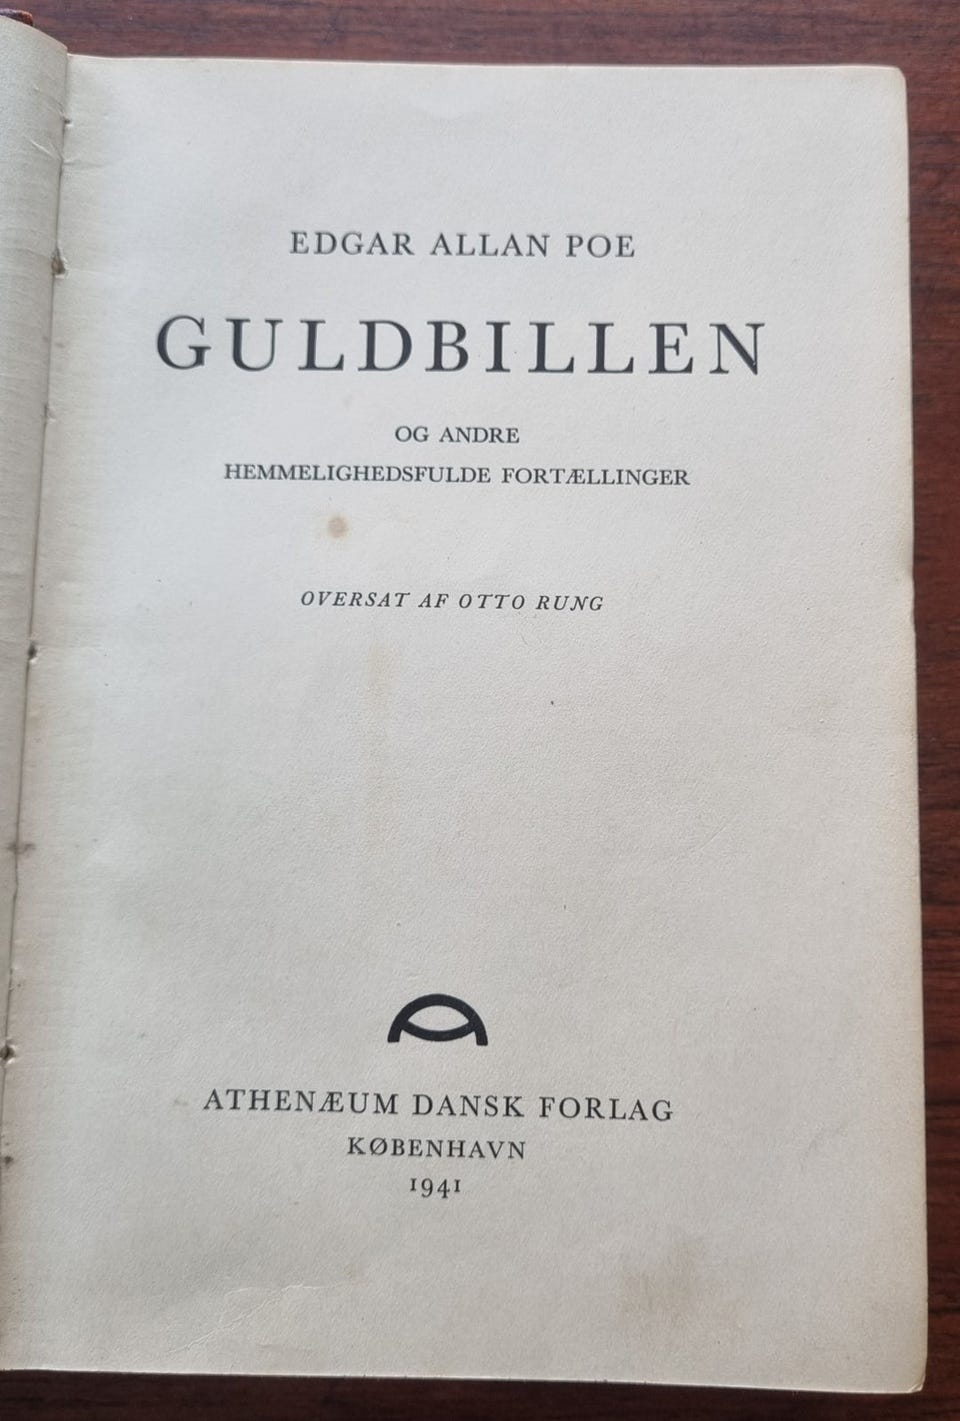 EDGAR ALLAN POE
GULDBILLEN
OG ANDRE
HEMMELIGHEDSFULDE FORTÆLLINGER
OVERSAT AF OTTO RUNG
ATHENÆUM DANSK FORLAG
KØBENHAVN
1941